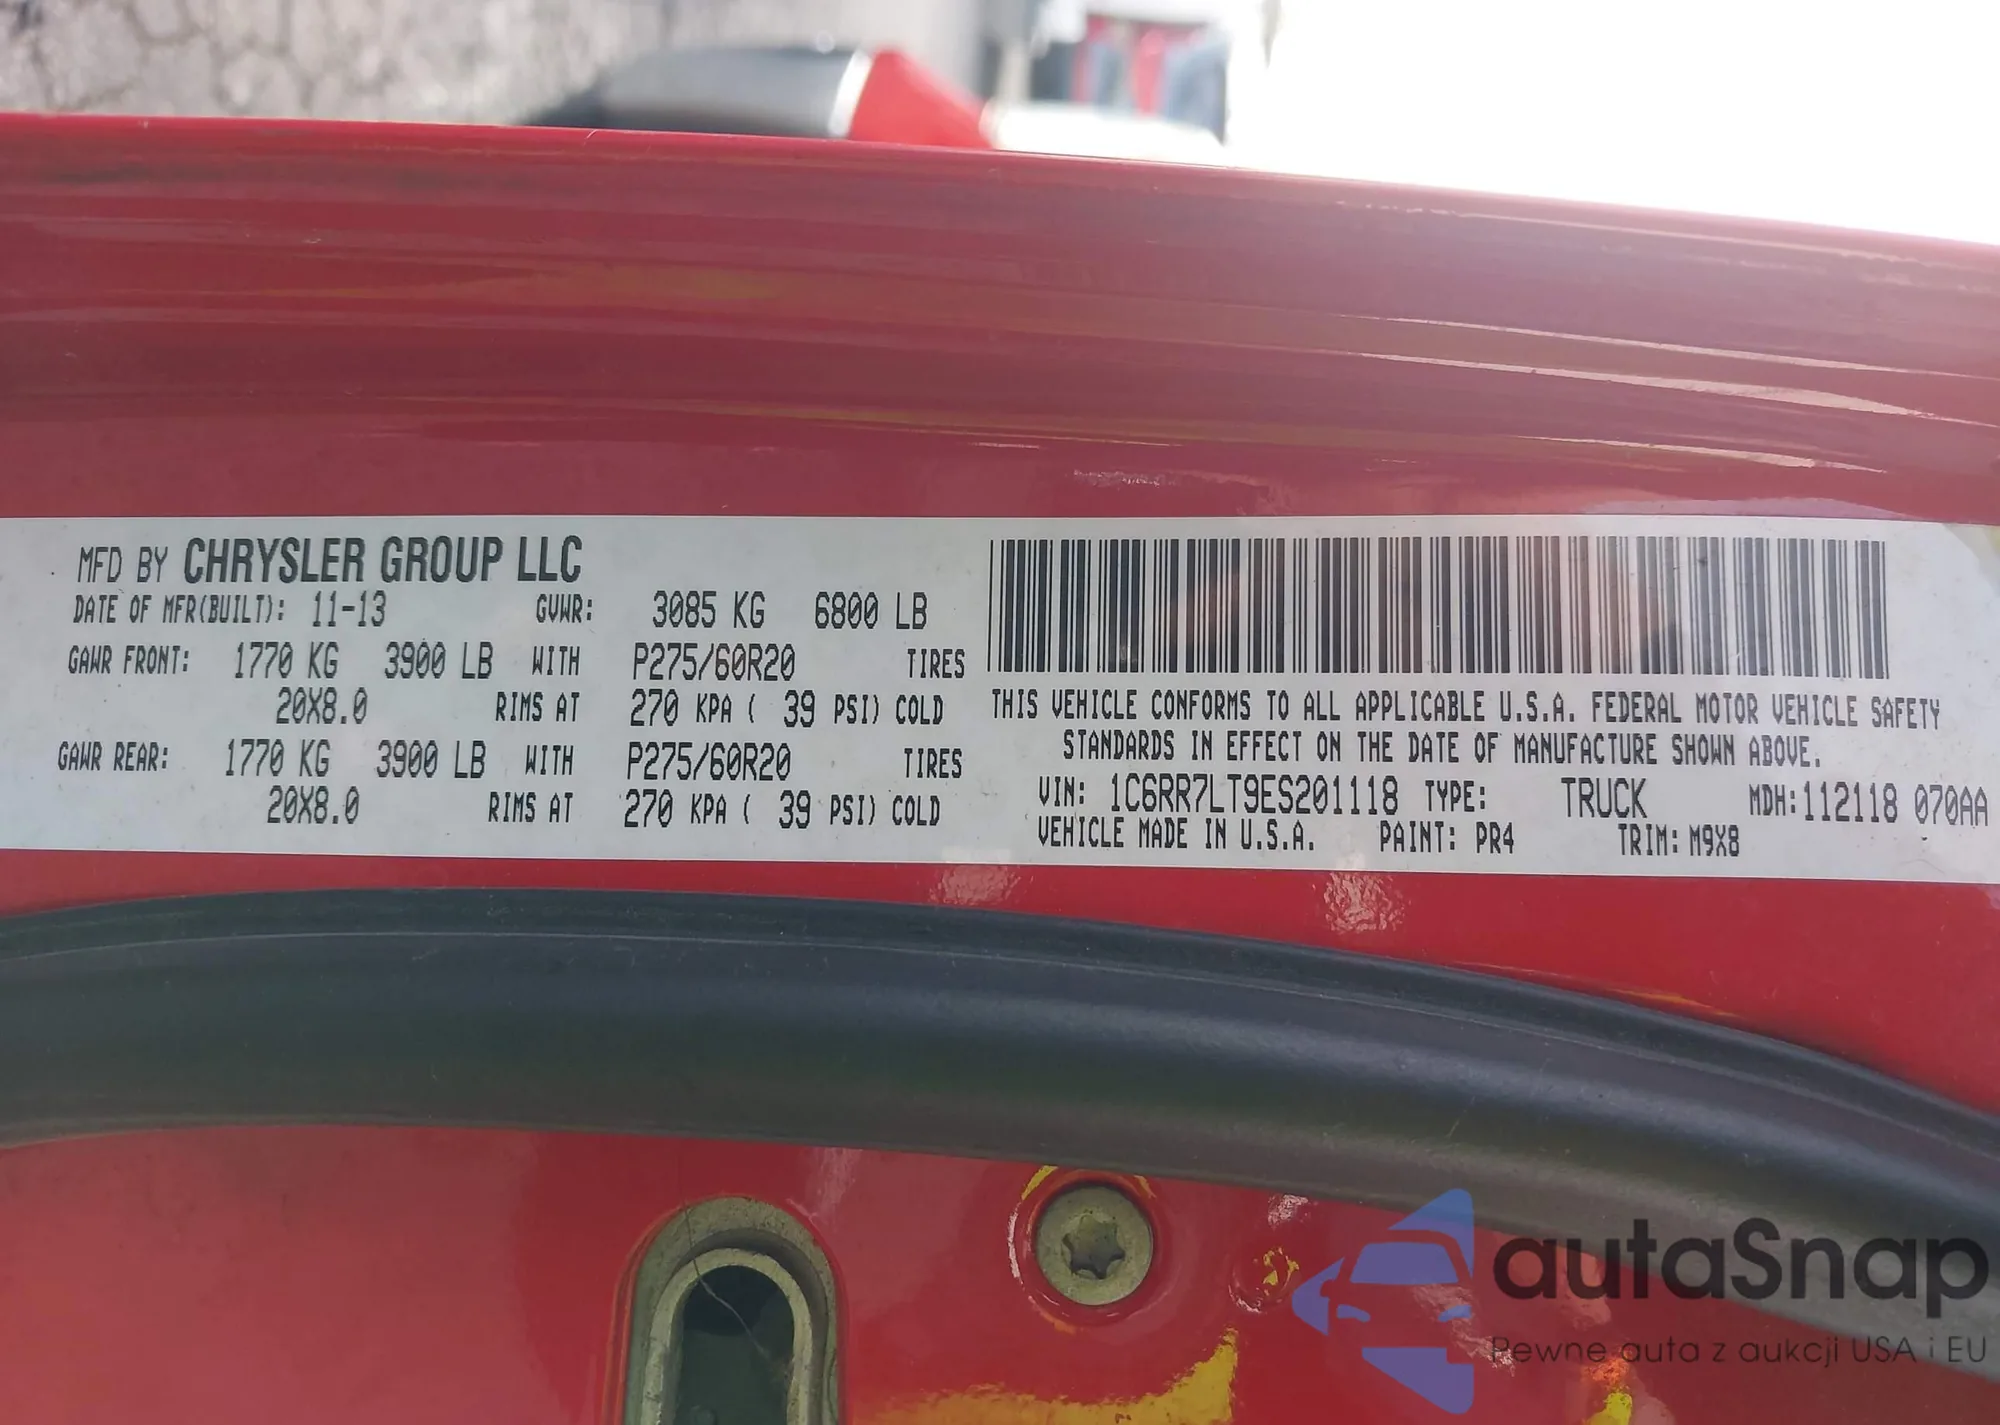 MFD BY CHRYSLER GROUP LLC
DATE OF MFR(BUILT): 11-13 GVWR: 3085 KG 6800 LB
GAWR FRONT: 1770 KG 3900 LB WITH P275/60R20 TIRES
20X8.0 RIMS AT 270 KPA ( 39 PSI) COLD
GAWR REAR: 1770 KG 3900 LB WITH P275/60R20 TIRES
20X8.0 RIMS AT 270 KPA ( 39 PSI) COLD
THIS VEHICLE CONFORMS TO ALL APPLICABLE U.S.A. FEDERAL MOTOR VEHICLE SAFETY
STANDARDS IN EFFECT ON THE DATE OF MANUFACTURE SHOWN ABOVE.
VIN: 1C6RR7LT9ES201118 TYPE: TRUCK MDH:112118 070AA
VEHICLE MADE IN U.S.A. PAINT: PR4 TRIM: M9X8
autaSnap
Pewne auta z aukcji USA i EU